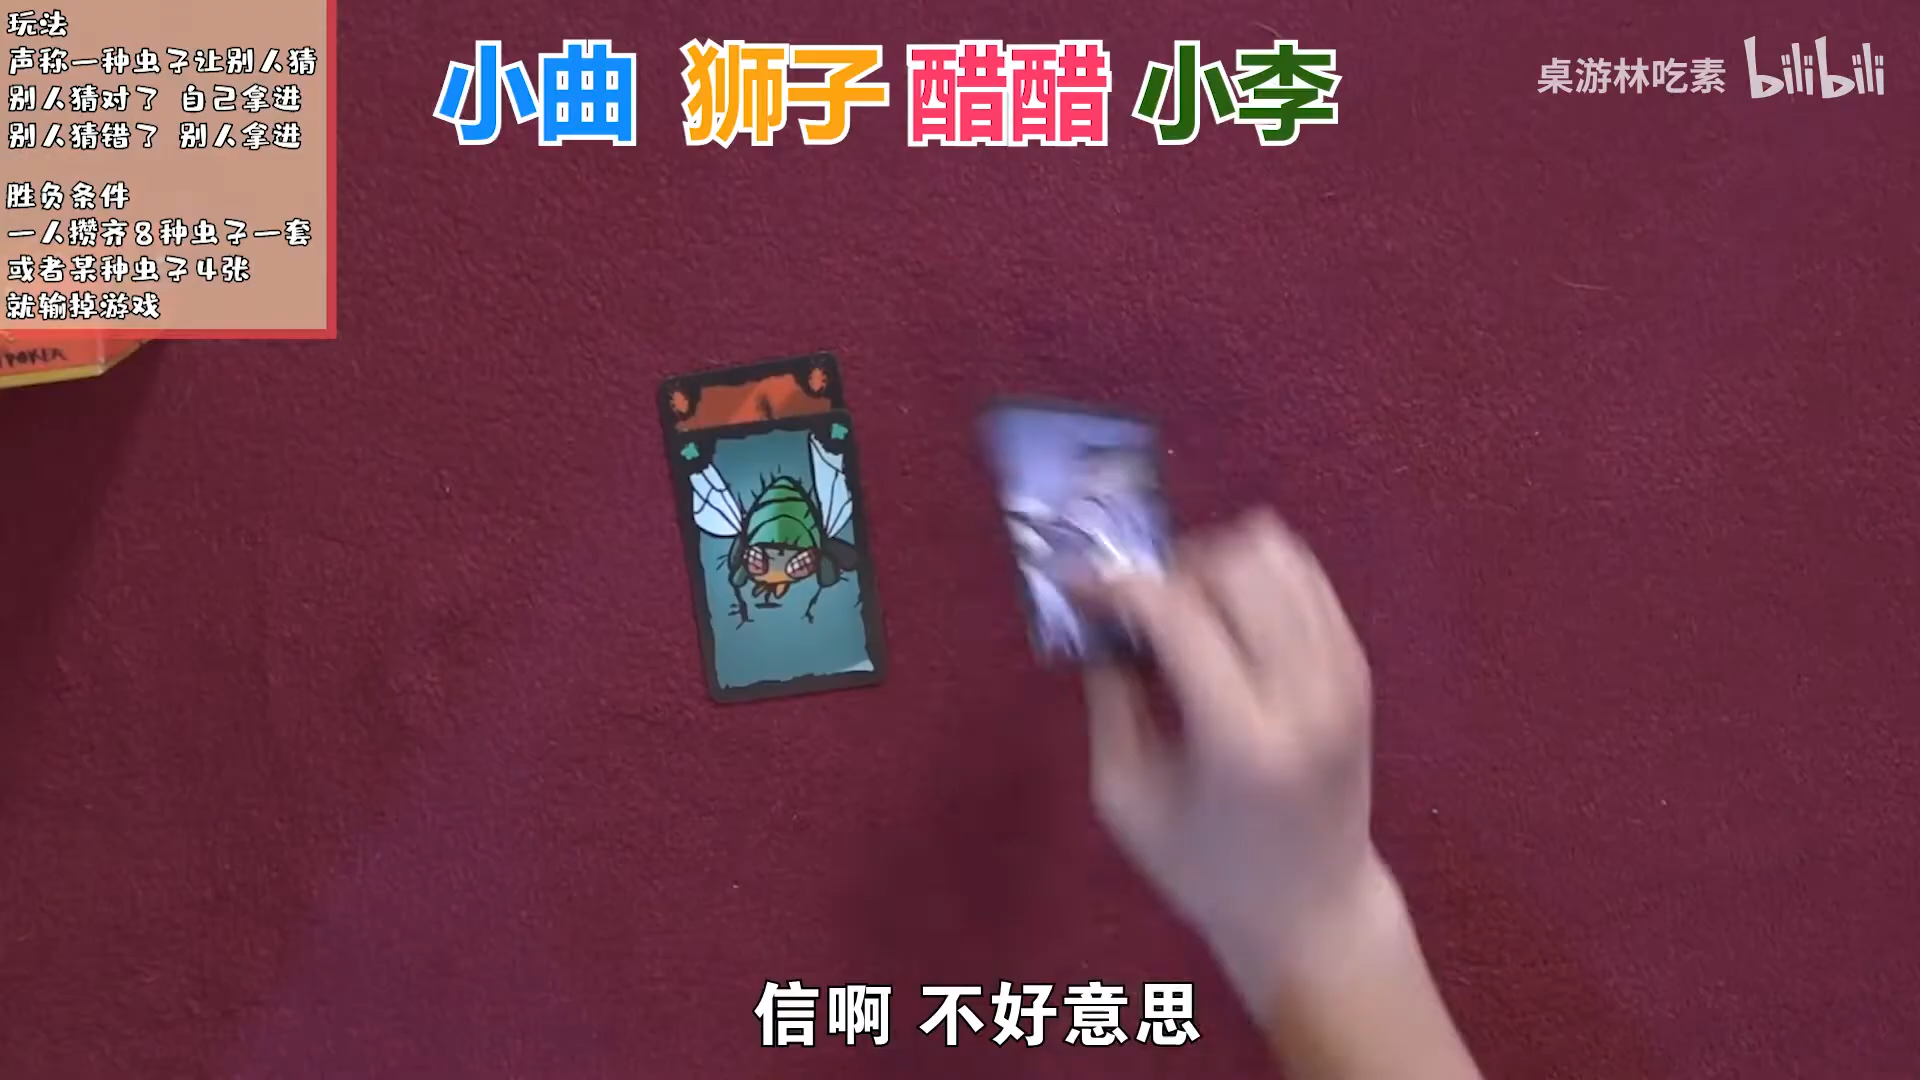 玩法
声称一种虫子让别人猜
别人猜对了 自己拿进
别人猜错了 别人拿进
胜负条件
一人攒齐8种虫子一套
或者某种虫子4张
就输掉游戏
小曲 狮子 醋醋 小李
桌游林吃素 bilibili
POKER
信啊 不好意思